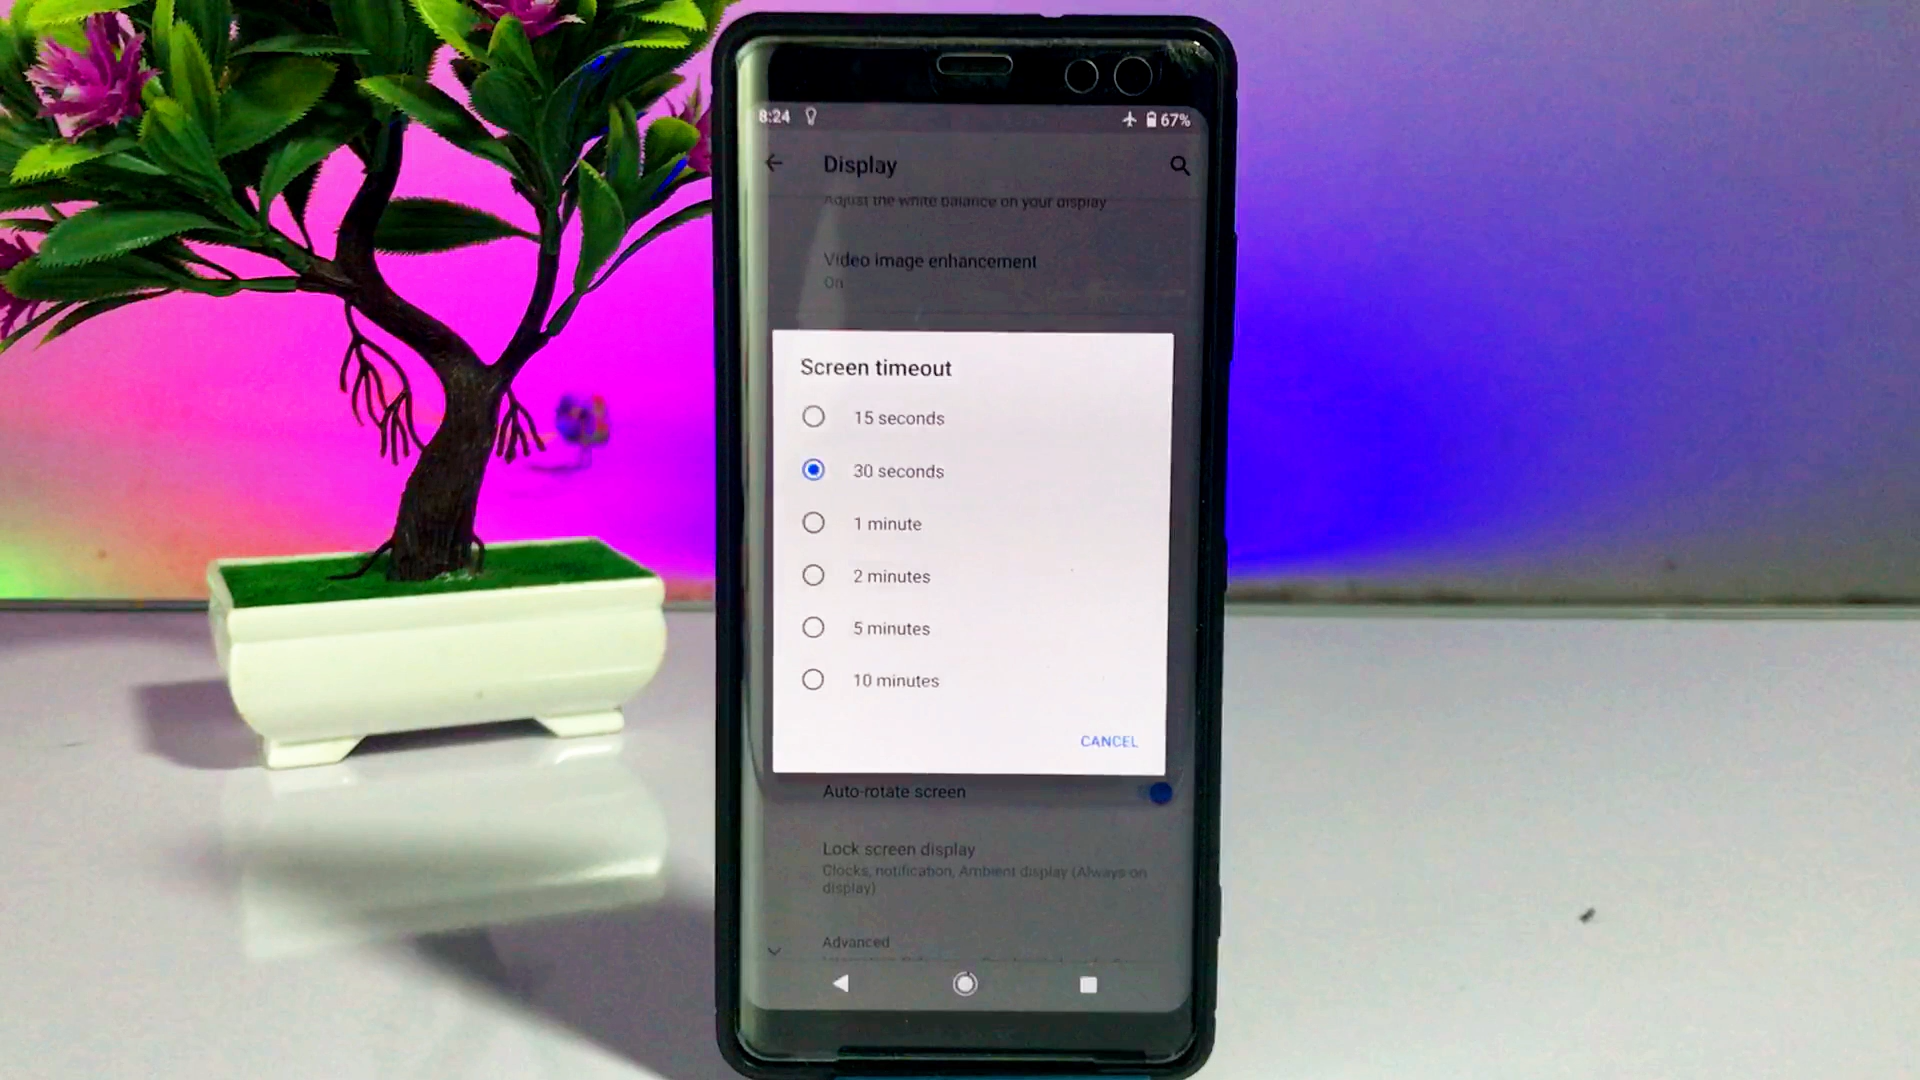 8:24
67%
Display
Adjust the white balance on your display
Video image enhancement
On
Screen timeout
15 seconds
30 seconds
1 minute
2 minutes
5 minutes
10 minutes
CANCEL
Auto-rotate screen
Lock screen display
Clocks, notification, Ambient display (Always-on
display)
Advanced